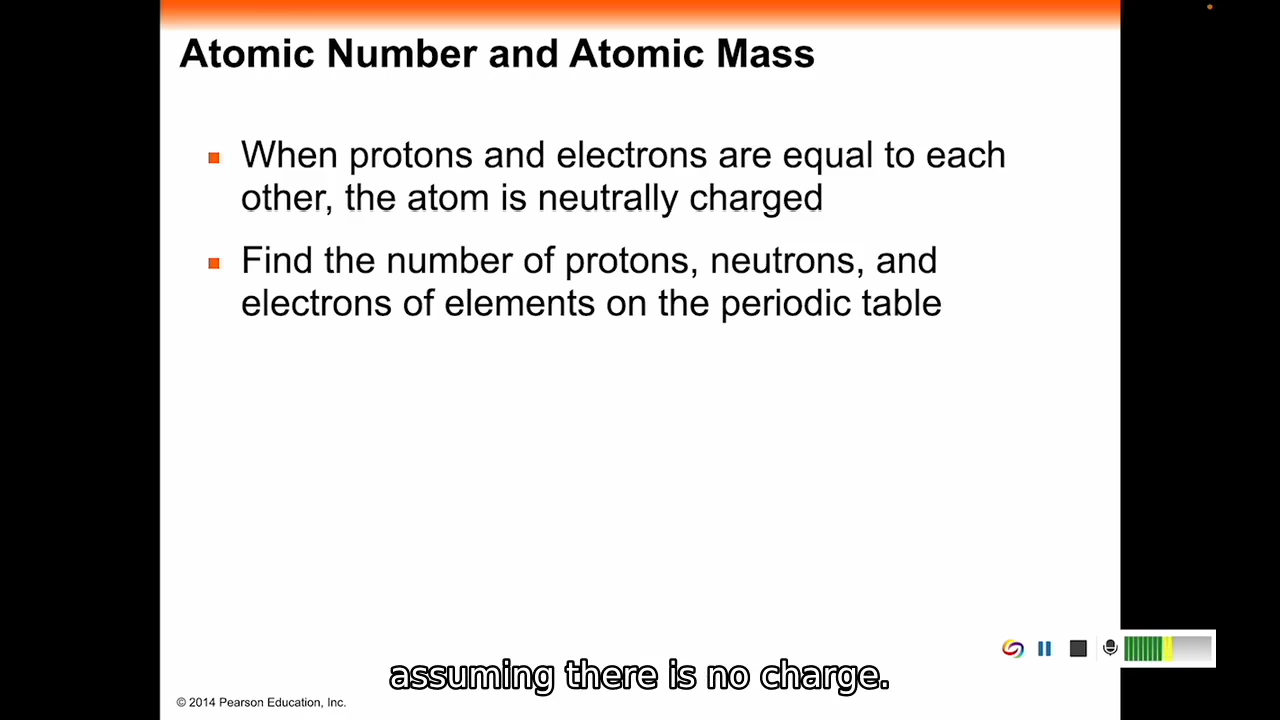 Atomic Number and Atomic Mass
When protons and electrons are equal to each
other, the atom is neutrally charged
Find the number of protons, neutrons, and
electrons of elements on the periodic table
assuming there is no charge.
© 2014 Pearson Education, Inc.